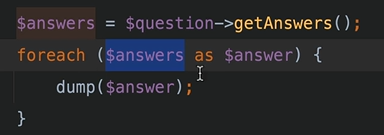 $answers = $question->getAnswers();
foreach ($answers as $answer) {
    dump($answer);
}